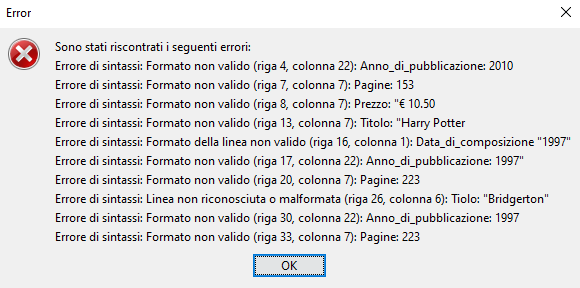 Error
Sono stati riscontrati i seguenti errori:
Errore di sintassi: Formato non valido (riga 4, colonna 22): Anno_di_pubblicazione: 2010
Errore di sintassi: Formato non valido (riga 7, colonna 7): Pagine: 153
Errore di sintassi: Formato non valido (riga 8, colonna 7): Prezzo: "€ 10.50
Errore di sintassi: Formato non valido (riga 13, colonna 7): Titolo: "Harry Potter
Errore di sintassi: Formato della linea non valido (riga 16, colonna 1): Data_di_composizione "1997"
Errore di sintassi: Formato non valido (riga 17, colonna 22): Anno_di_pubblicazione: 1997"
Errore di sintassi: Formato non valido (riga 20, colonna 7): Pagine: 223
Errore di sintassi: Linea non riconosciuta o malformata (riga 26, colonna 6): Tiolo: "Bridgerton"
Errore di sintassi: Formato non valido (riga 30, colonna 22): Anno_di_pubblicazione: 1997
Errore di sintassi: Formato non valido (riga 33, colonna 7): Pagine: 223
OK